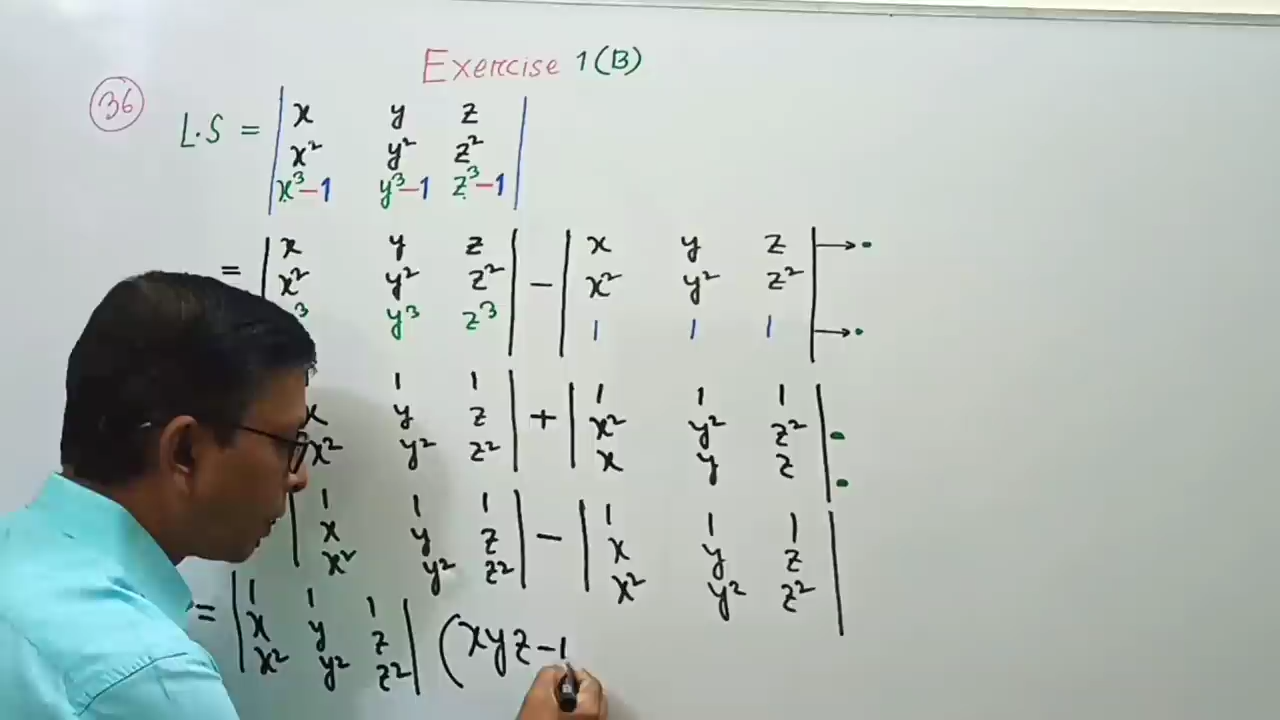 Exercise 1(B)
36
L.S = | x y z |
| x² y² z² |
| x³-1 y³-1 z³-1 |
= | x y z | - | x y z | → •
| x² y² z² | | x² y² z² |
³ y³ z³ | | 1 1 1 | → •
1 1 | + | 1 1 1 |
x y z | | x² y² z² | •
x² y² z² | | x y z | •
| 1 1 1 | - | 1 1 1 |
| x y z | | x y z |
| x² y² z² | | x² y² z² |
= | 1 1 1 |
| x y z | (xyz-1
| x² y² z² |